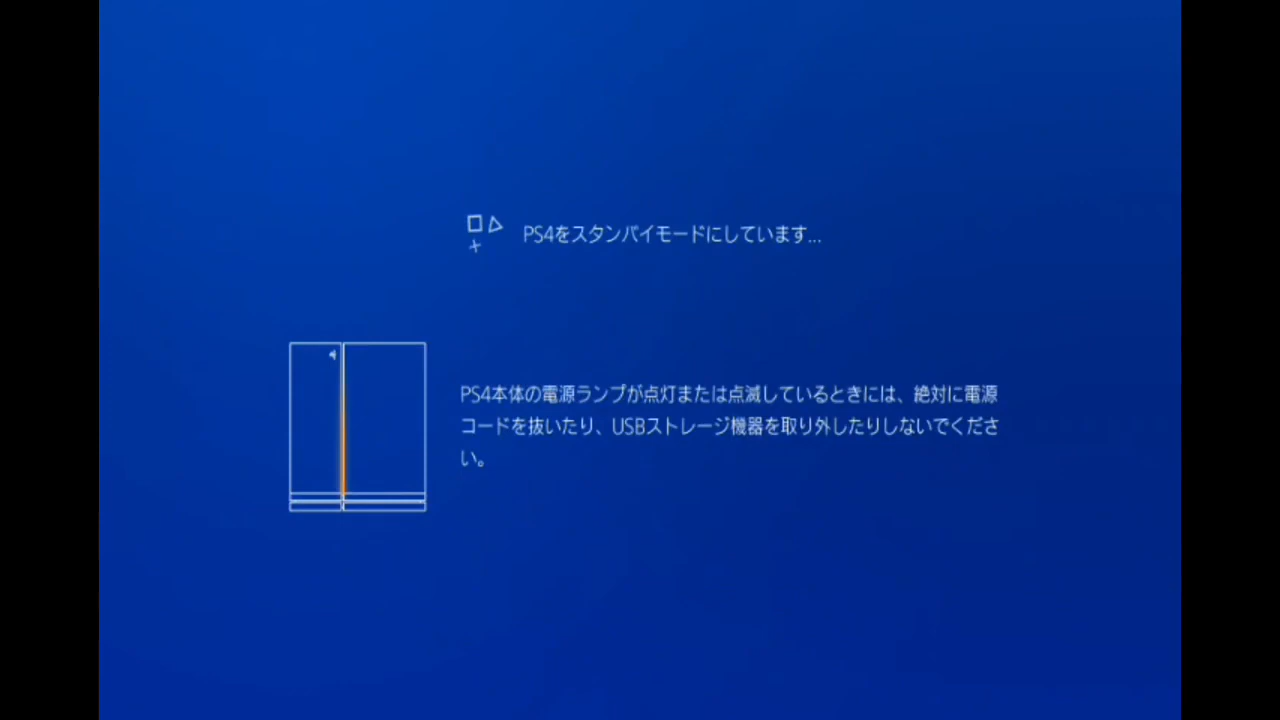 PS4をスタンバイモードにしています...
PS4本体の電源ランプが点灯または点滅しているときには、絶対に電源
コードを抜いたり、USBストレージ機器を取り外したりしないでくださ
い。